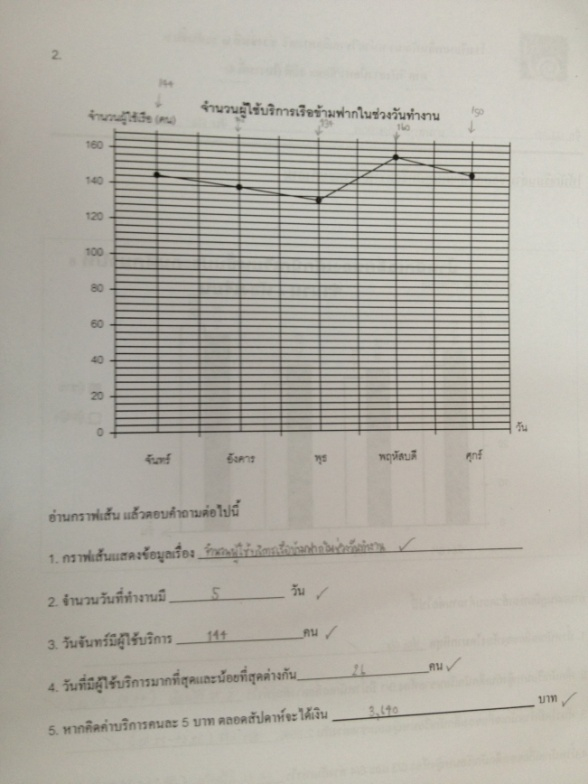 2.
144
จำนวนผู้ใช้บริการเรือข้ามฟากในช่วงวันทำงาน
จำนวนผู้ใช้เรือ (คน)
134 160 150
160
140
120
100
80
60
40
20
0
วัน
จันทร์ อังคาร พุธ พฤหัสบดี ศุกร์
อ่านกราฟเส้น แล้วตอบคำถามต่อไปนี้
1. กราฟเส้นแสดงข้อมูลเรื่อง จำนวนผู้ใช้บริการเรือข้ามฟากในช่วงวันทำงาน ✓
2. จำนวนวันที่ทำงานมี 5 วัน ✓
3. วันจันทร์มีผู้ใช้บริการ 144 คน ✓
4. วันที่มีผู้ใช้บริการมากที่สุดและน้อยที่สุดต่างกัน 26 คน ✓
5. หากคิดค่าบริการคนละ 5 บาท ตลอดสัปดาห์จะได้เงิน 3,640 บาท ✓